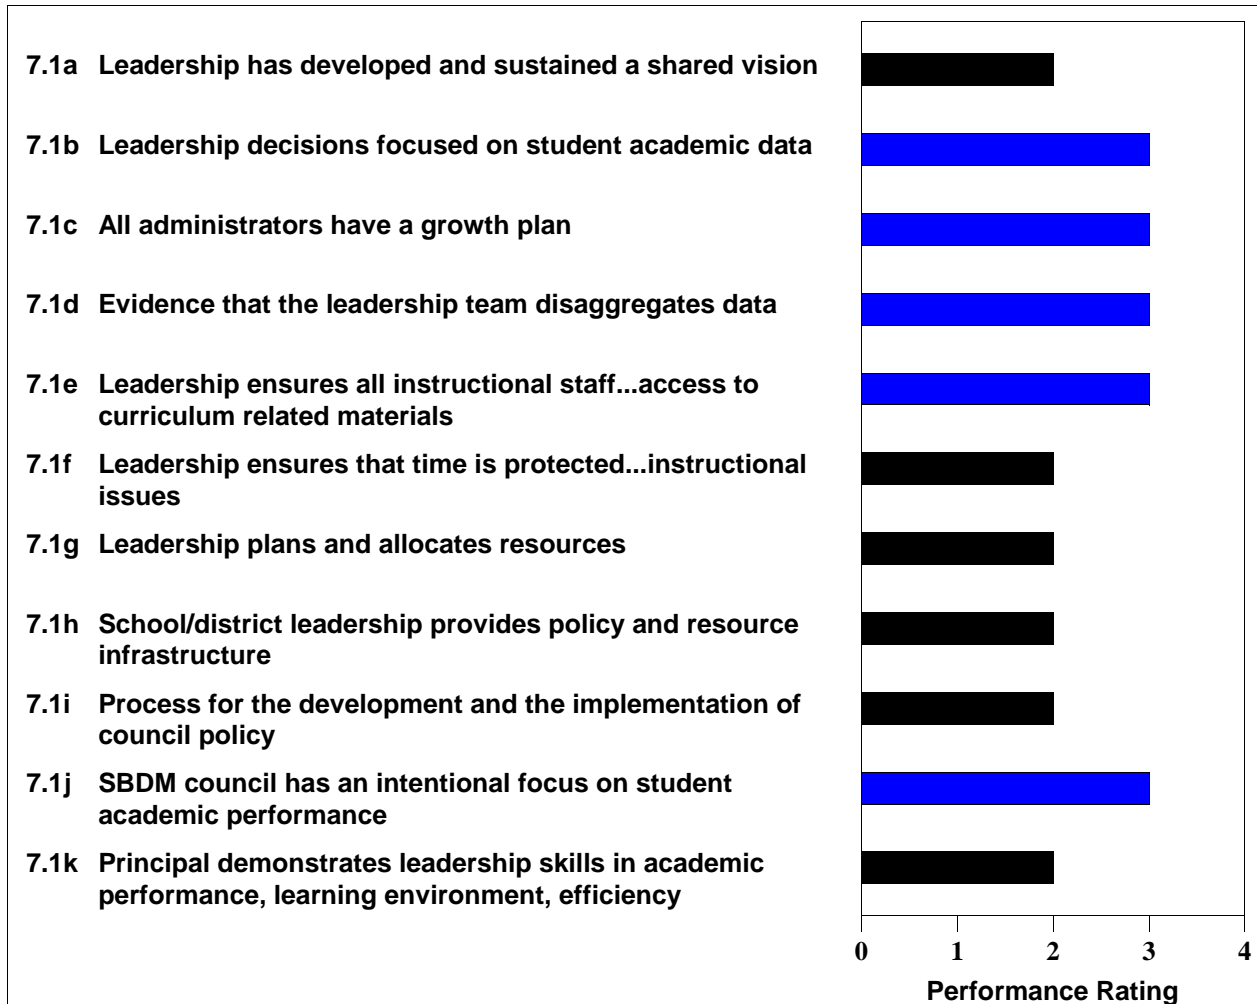 7.1a Leadership has developed and sustained a shared vision
7.1b Leadership decisions focused on student academic data
7.1c All administrators have a growth plan
7.1d Evidence that the leadership team disaggregates data
7.1e Leadership ensures all instructional staff...access to
curriculum related materials
7.1f Leadership ensures that time is protected...instructional
issues
7.1g Leadership plans and allocates resources
7.1h School/district leadership provides policy and resource
infrastructure
7.1i Process for the development and the implementation of
council policy
7.1j SBDM council has an intentional focus on student
academic performance
7.1k Principal demonstrates leadership skills in academic
performance, learning environment, efficiency
0 1 2 3 4
Performance Rating